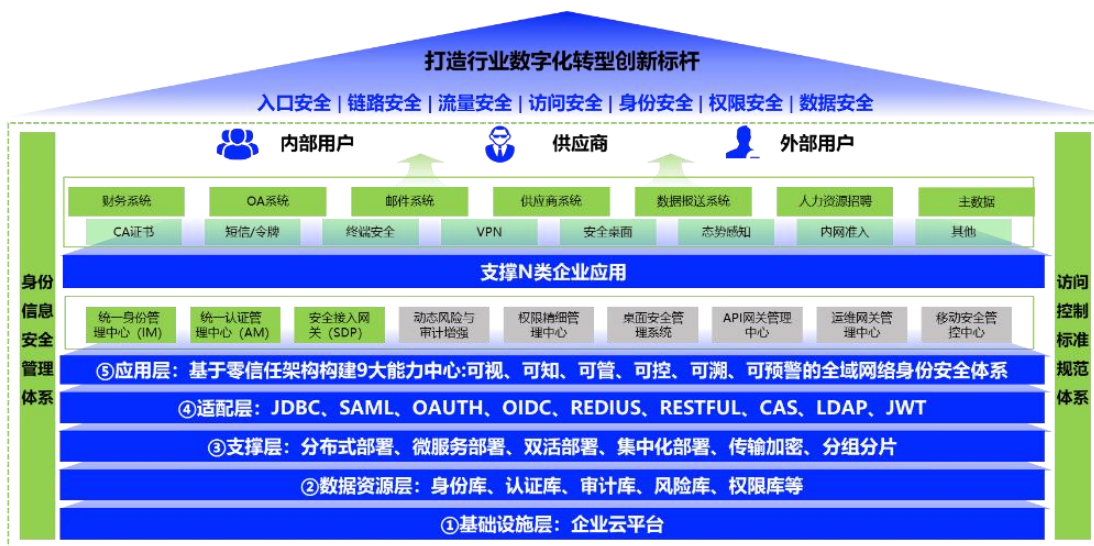 打造行业数字化转型创新标杆
入口安全 | 链路安全 | 流量安全 | 访问安全 | 身份安全 | 权限安全 | 数据安全
内部用户 供应商 外部用户
财务系统 OA系统 邮件系统 供应商系统 数据报送系统 人力资源招聘 主数据
CA证书 短信/令牌 终端安全 VPN 安全桌面 态势感知 内网准入 其他
支撑N类企业应用
统一身份管
理中心（IM）
统一认证管
理中心（AM）
安全接入网
关（SDP）
动态风险与
审计增强
权限精细管
理中心
桌面安全管
理系统
API网关管理
中心
运维网关管
理中心
移动安全管
控中心
⑤应用层：基于零信任架构构建9大能力中心:可视、可知、可管、可控、可溯、可预警的全域网络身份安全体系
④适配层：JDBC、SAML、OAUTH、OIDC、REDIUS、RESTFUL、CAS、LDAP、JWT
③支撑层：分布式部署、微服务部署、双活部署、集中化部署、传输加密、分组分片
②数据资源层：身份库、认证库、审计库、风险库、权限库等
①基础设施层：企业云平台
身份
信息
安全
管理
体系
访问
控制
标准
规范
体系